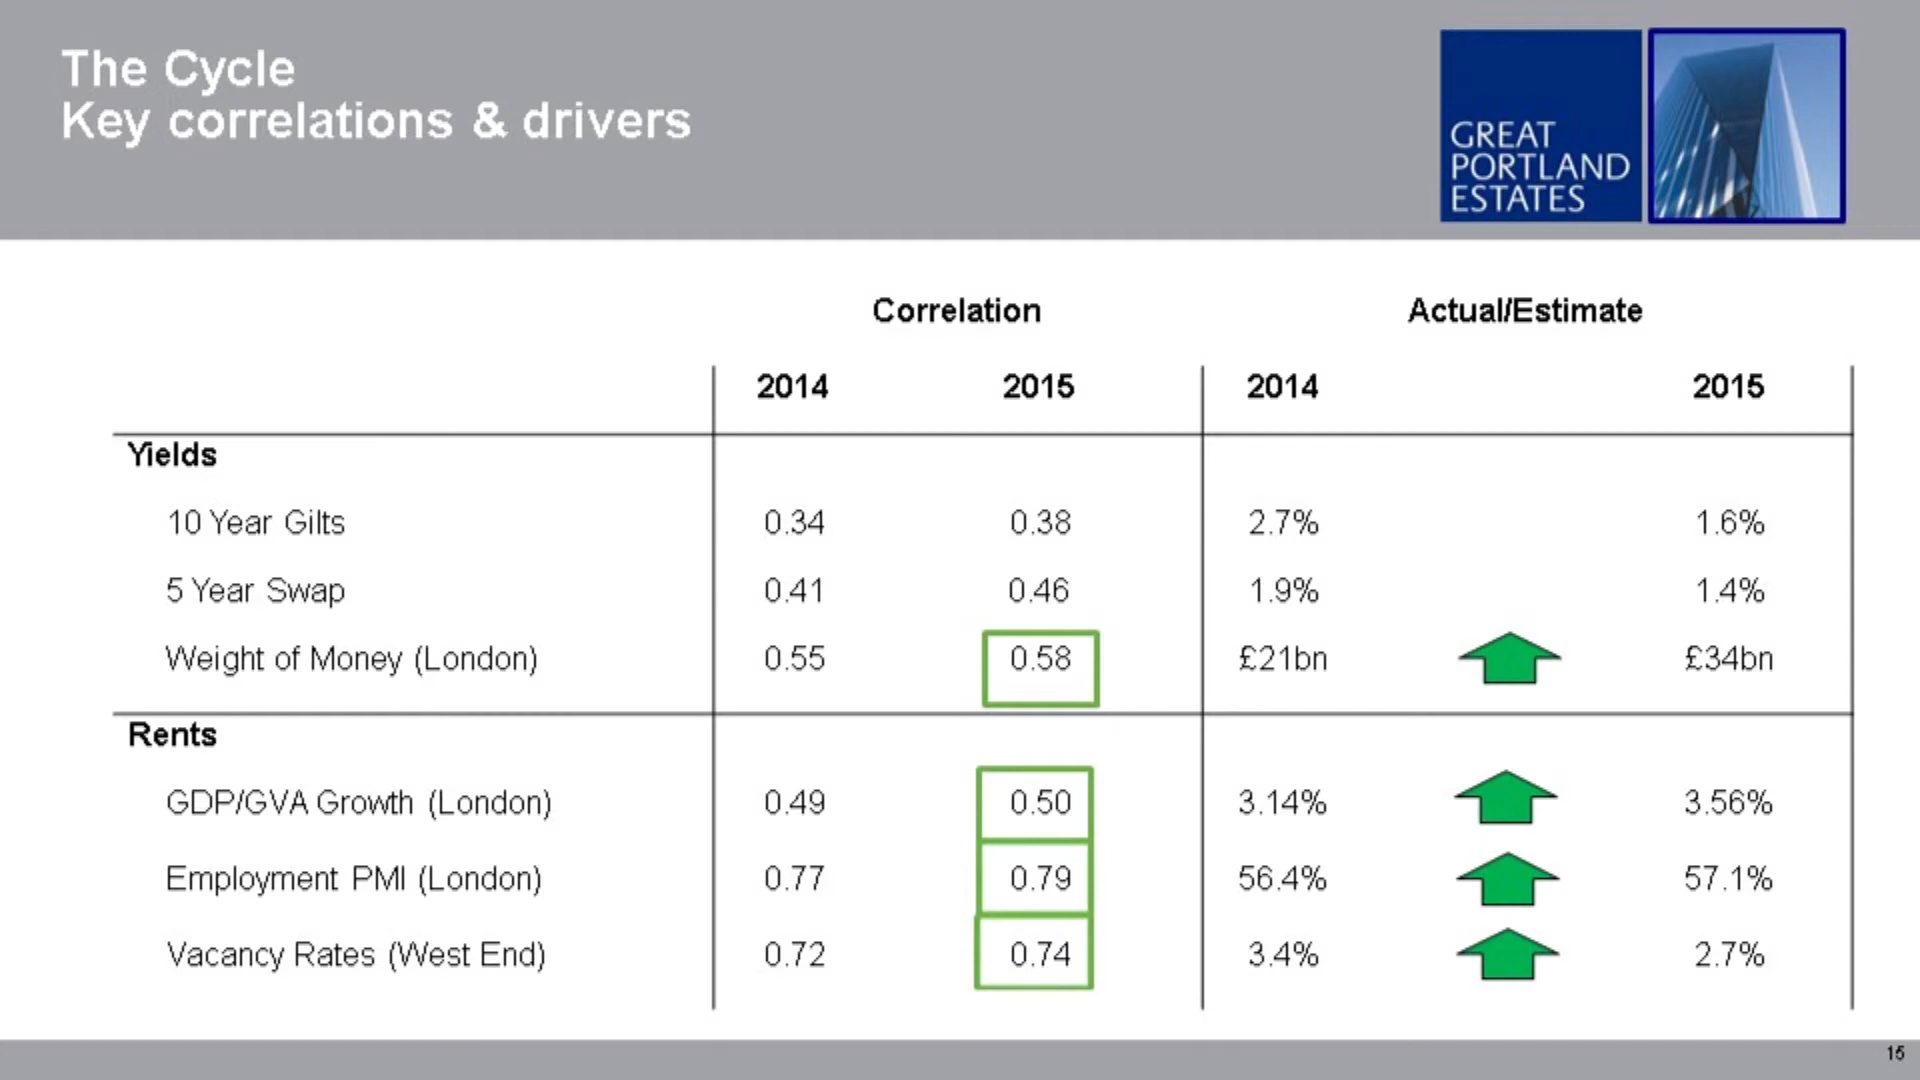 The Cycle
Key correlations & drivers
GREAT
PORTLAND
ESTATES
Correlation Actual/Estimate
2014 2015 2014 2015
Yields
10 Year Gilts 0.34 0.38 2.7% 1.6%
5 Year Swap 0.41 0.46 1.9% 1.4%
Weight of Money (London) 0.55 0.58 £21bn £34bn
Rents
GDP/GVA Growth (London) 0.49 0.50 3.14% 3.56%
Employment PMI (London) 0.77 0.79 56.4% 57.1%
Vacancy Rates (West End) 0.72 0.74 3.4% 2.7%
15